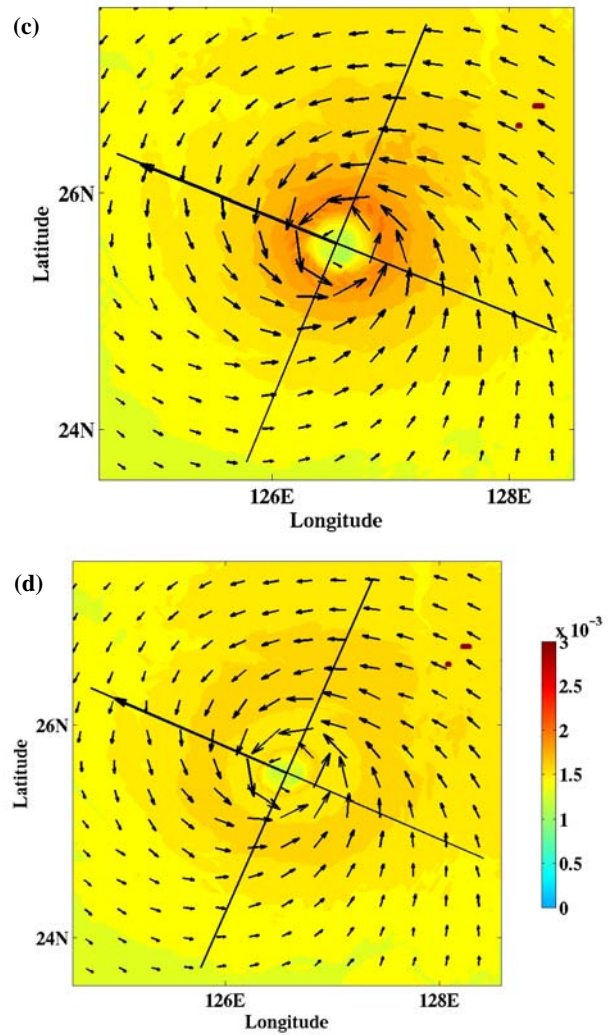 (c)
Latitude
26N
24N
126E 128E
Longitude
(d)
Latitude
26N
24N
126E 128E
Longitude
x 10⁻³
3
2.5
2
1.5
1
0.5
0